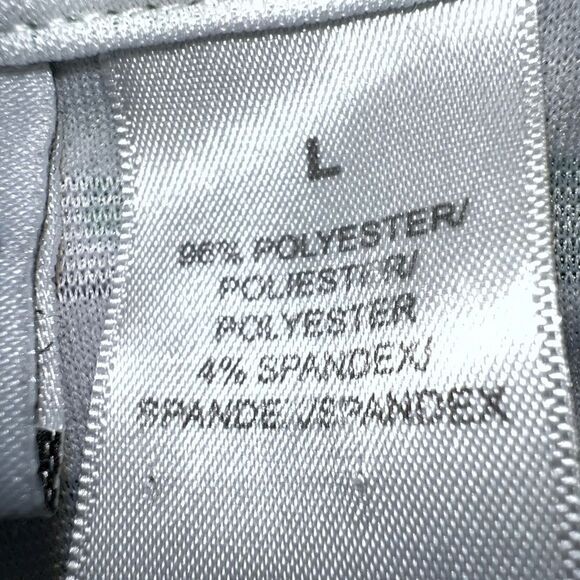 L
96% POLYESTER/
POLIESTER/
POLYESTER
4% SPANDEX/
SPANDEX/SPANDEX